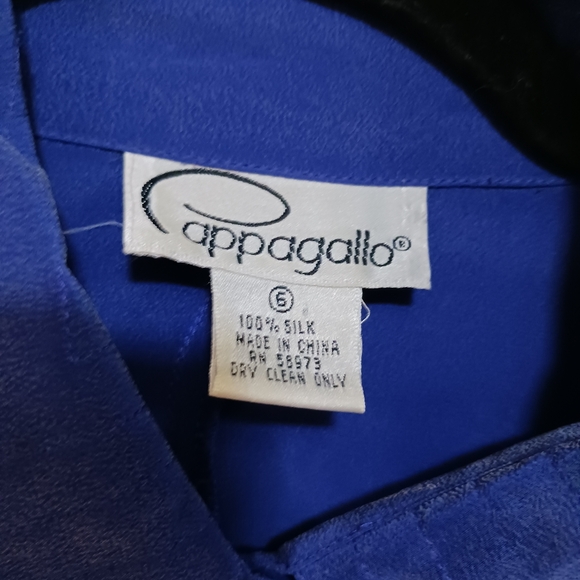 Pappagallo®
6
100% SILK
MADE IN CHINA
RN 58973
DRY CLEAN ONLY